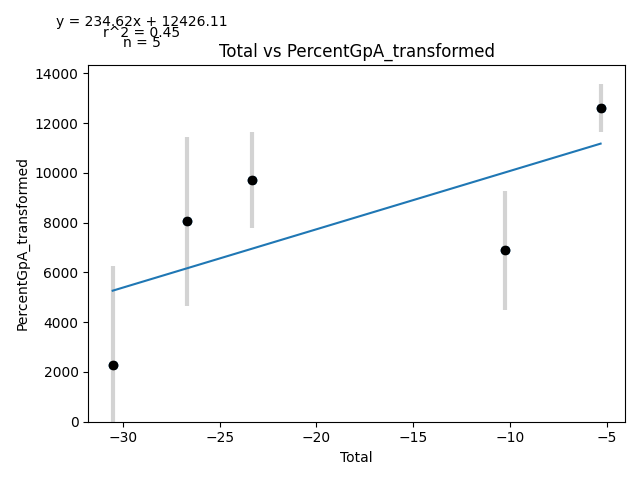 y = 234.62x + 12426.11
r^2 = 0.45
n = 5
Total vs PercentGpA_transformed
PercentGpA_transformed
14000
12000
10000
8000
6000
4000
2000
0
−30
−25
−20
−15
−10
−5
Total